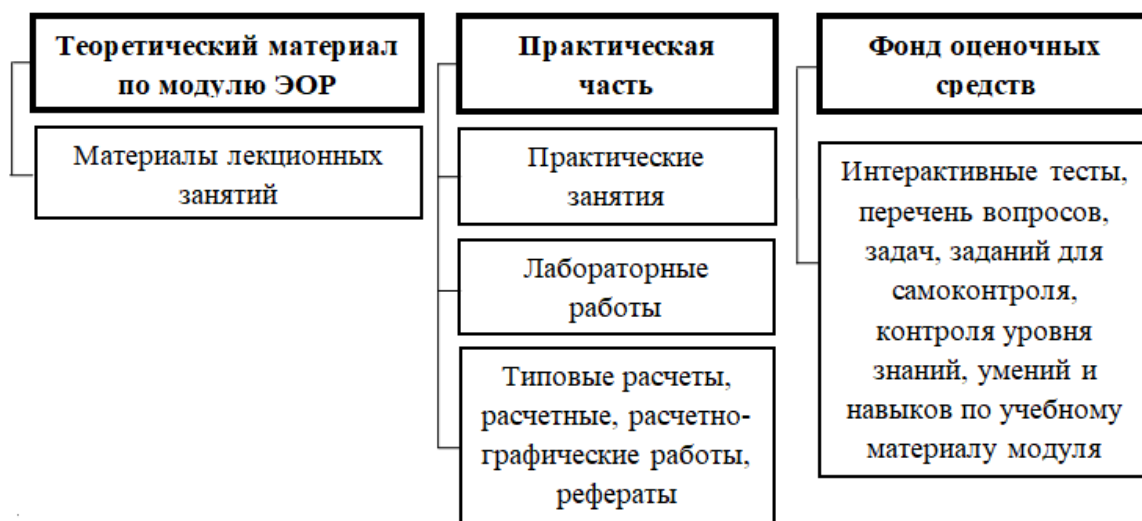 Теоретический материал
по модулю ЭОР
Материалы лекционных
занятий
Практическая
часть
Практические
занятия
Лабораторные
работы
Типовые расчеты,
расчетные, расчетно-
графические работы,
рефераты
Фонд оценочных
средств
Интерактивные тесты,
перечень вопросов,
задач, заданий для
самоконтроля,
контроля уровня
знаний, умений и
навыков по учебному
материалу модуля